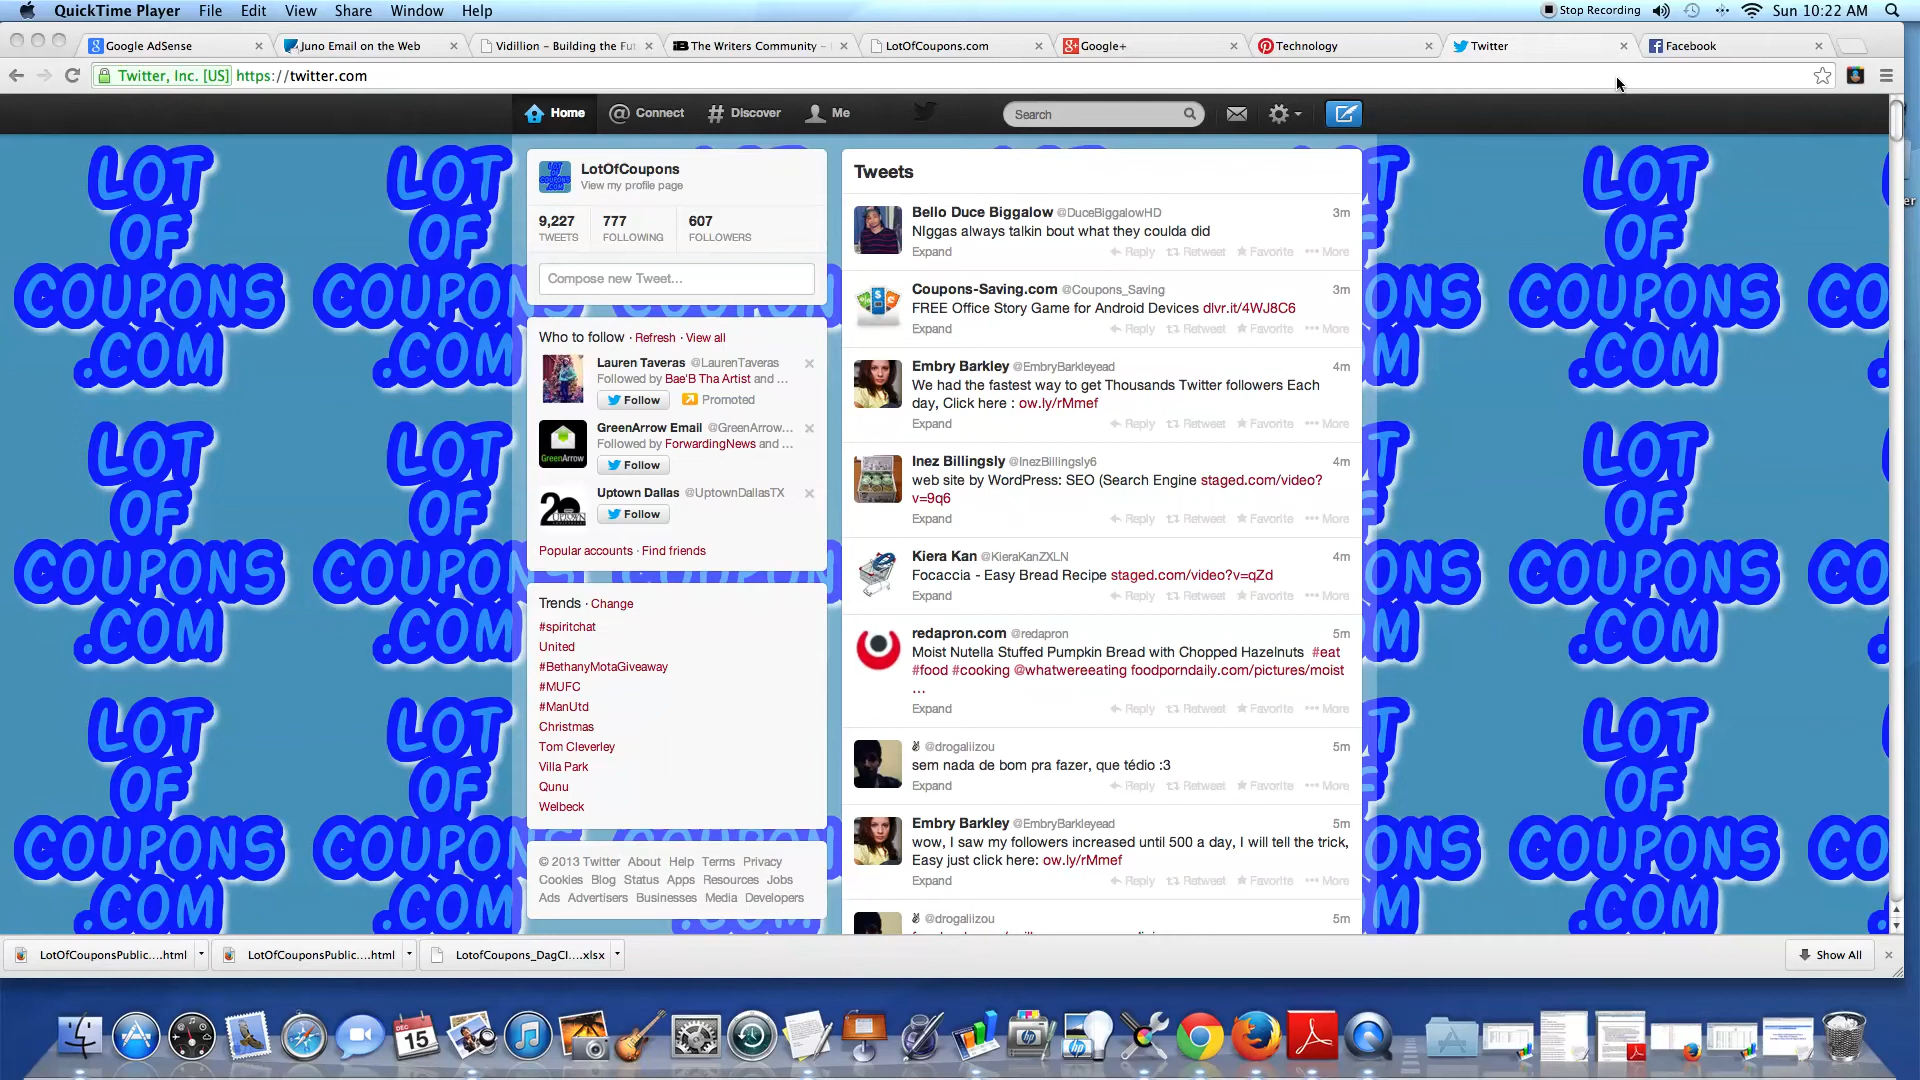 QuickTime Player File Edit View Share Window Help
Stop Recording Sun 10:22 AM
Google AdSense
Juno Email on the Web
Vidillion - Building the Fut
The Writers Community -
LotOfCoupons.com
Google+
Technology
Twitter
Facebook
Twitter, Inc. [US] https://twitter.com
Home Connect Discover Me
Search
LotOfCoupons
View my profile page
9,227 777 607
TWEETS FOLLOWING FOLLOWERS
Compose new Tweet...
Who to follow · Refresh · View all
Lauren Taveras @LaurenTaveras
Followed by Bae'B Tha Artist and ...
Follow Promoted
GreenArrow Email @GreenArrow...
Followed by ForwardingNews and ...
GreenArrow
Follow
Uptown Dallas @UptownDallasTX
Follow
Popular accounts · Find friends
Trends · Change
#spiritchat
United
#BethanyMotaGiveaway
#MUFC
#ManUtd
Christmas
Tom Cleverley
Villa Park
Qunu
Welbeck
© 2013 Twitter About Help Terms Privacy
Cookies Blog Status Apps Resources Jobs
Ads Advertisers Businesses Media Developers
Tweets
Bello Duce Biggalow @DuceBiggalowHD 3m
NIggas always talkin bout what they coulda did
Expand Reply Retweet Favorite More
Coupons-Saving.com @Coupons_Saving 3m
FREE Office Story Game for Android Devices dlvr.it/4WJ8C6
Expand Reply Retweet Favorite More
Embry Barkley @EmbryBarkleyead 4m
We had the fastest way to get Thousands Twitter followers Each
day, Click here : ow.ly/rMmef
Expand Reply Retweet Favorite More
Inez Billingsly @InezBillingsly6 4m
web site by WordPress: SEO (Search Engine staged.com/video?
v=9q6
Expand Reply Retweet Favorite More
Kiera Kan @KieraKanZXLN 4m
Focaccia - Easy Bread Recipe staged.com/video?v=qZd
Expand Reply Retweet Favorite More
redapron.com @redapron 5m
Moist Nutella Stuffed Pumpkin Bread with Chopped Hazelnuts #eat
#food #cooking @whatwereeating foodporndaily.com/pictures/moist
...
Expand Reply Retweet Favorite More
@drogaliizou 5m
sem nada de bom pra fazer, que tédio :3
Expand Reply Retweet Favorite More
Embry Barkley @EmbryBarkleyead 5m
wow, I saw my followers increased until 500 a day, I will tell the trick,
Easy just click here: ow.ly/rMmef
Expand Reply Retweet Favorite More
@drogaliizou 5m
LOT
OF
COUPONS
.COM
LotOfCouponsPublic....html
LotOfCouponsPublic....html
LotofCoupons_DagCl....xlsx
Show All
DEC
15